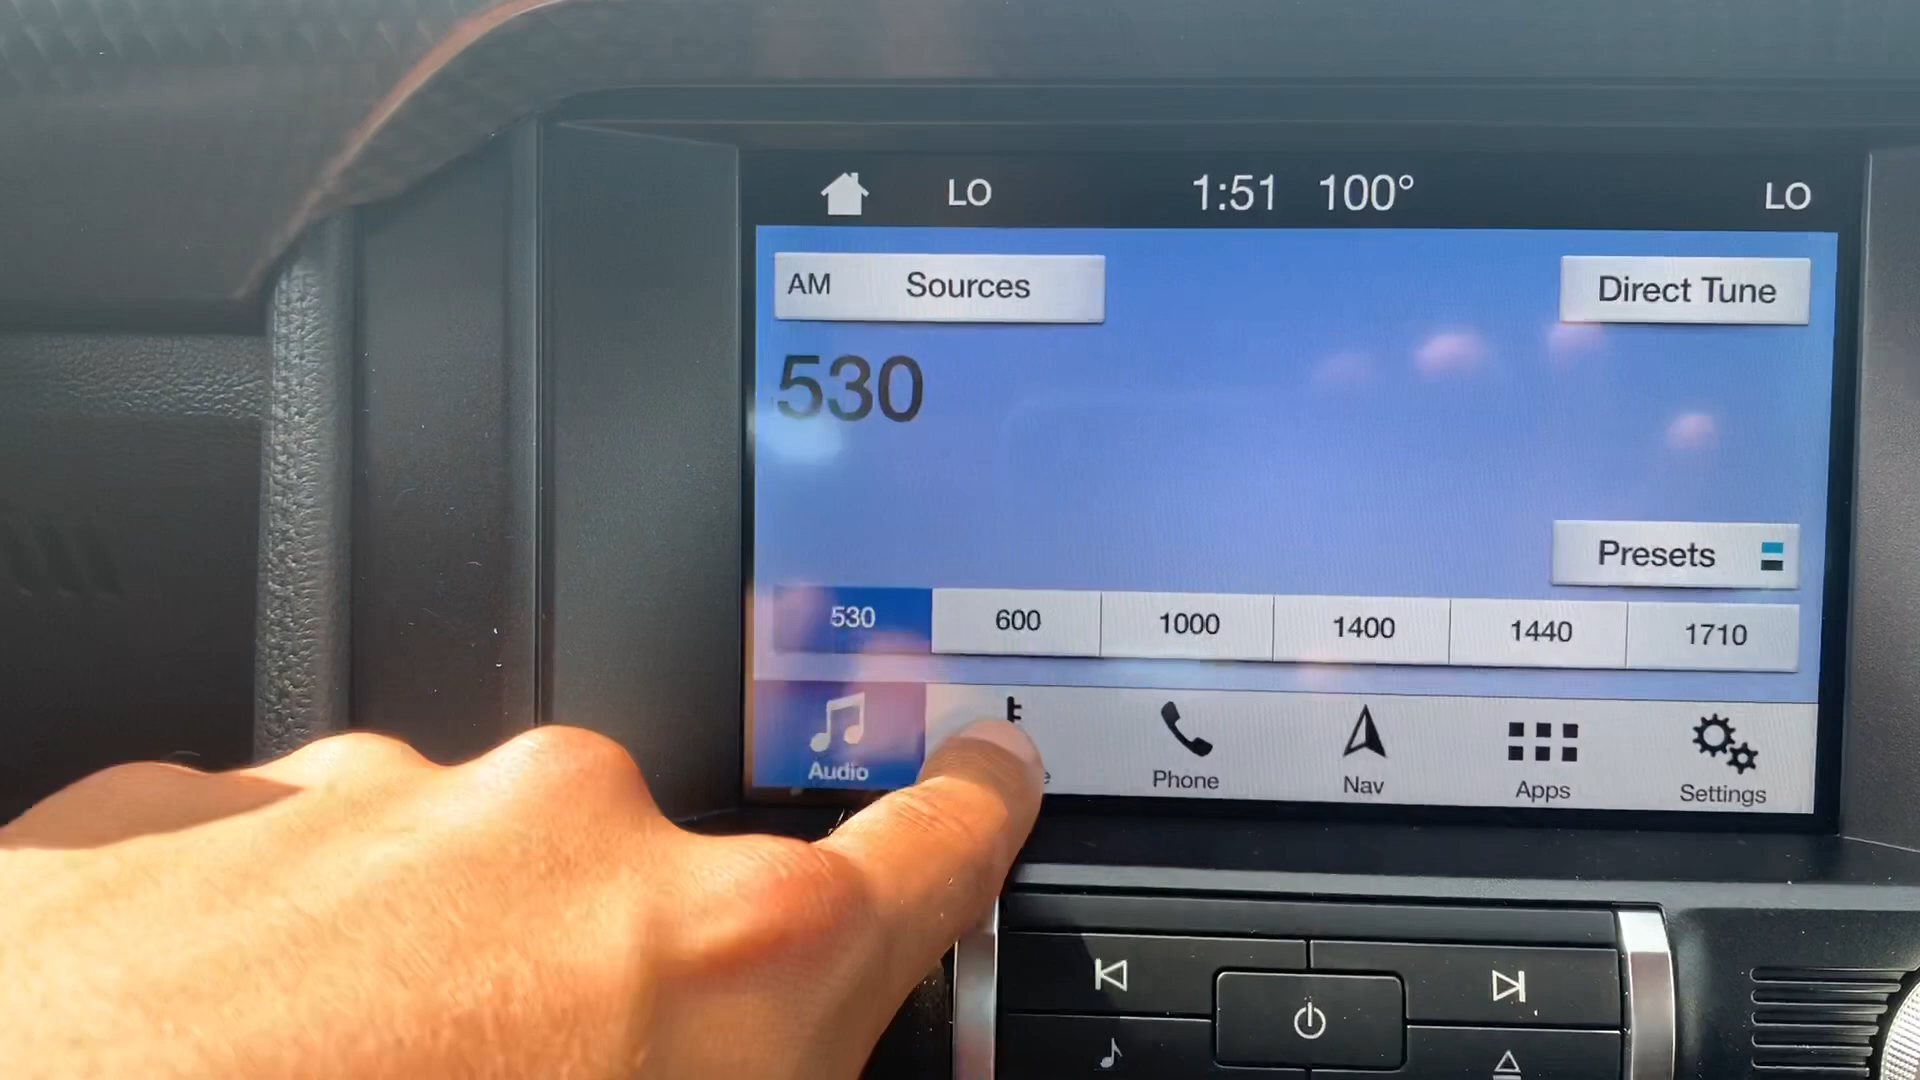 LO 1:51 100° LO
AM Sources Direct Tune
530
Presets
530 600 1000 1400 1440 1710
Audio Phone Nav Apps Settings